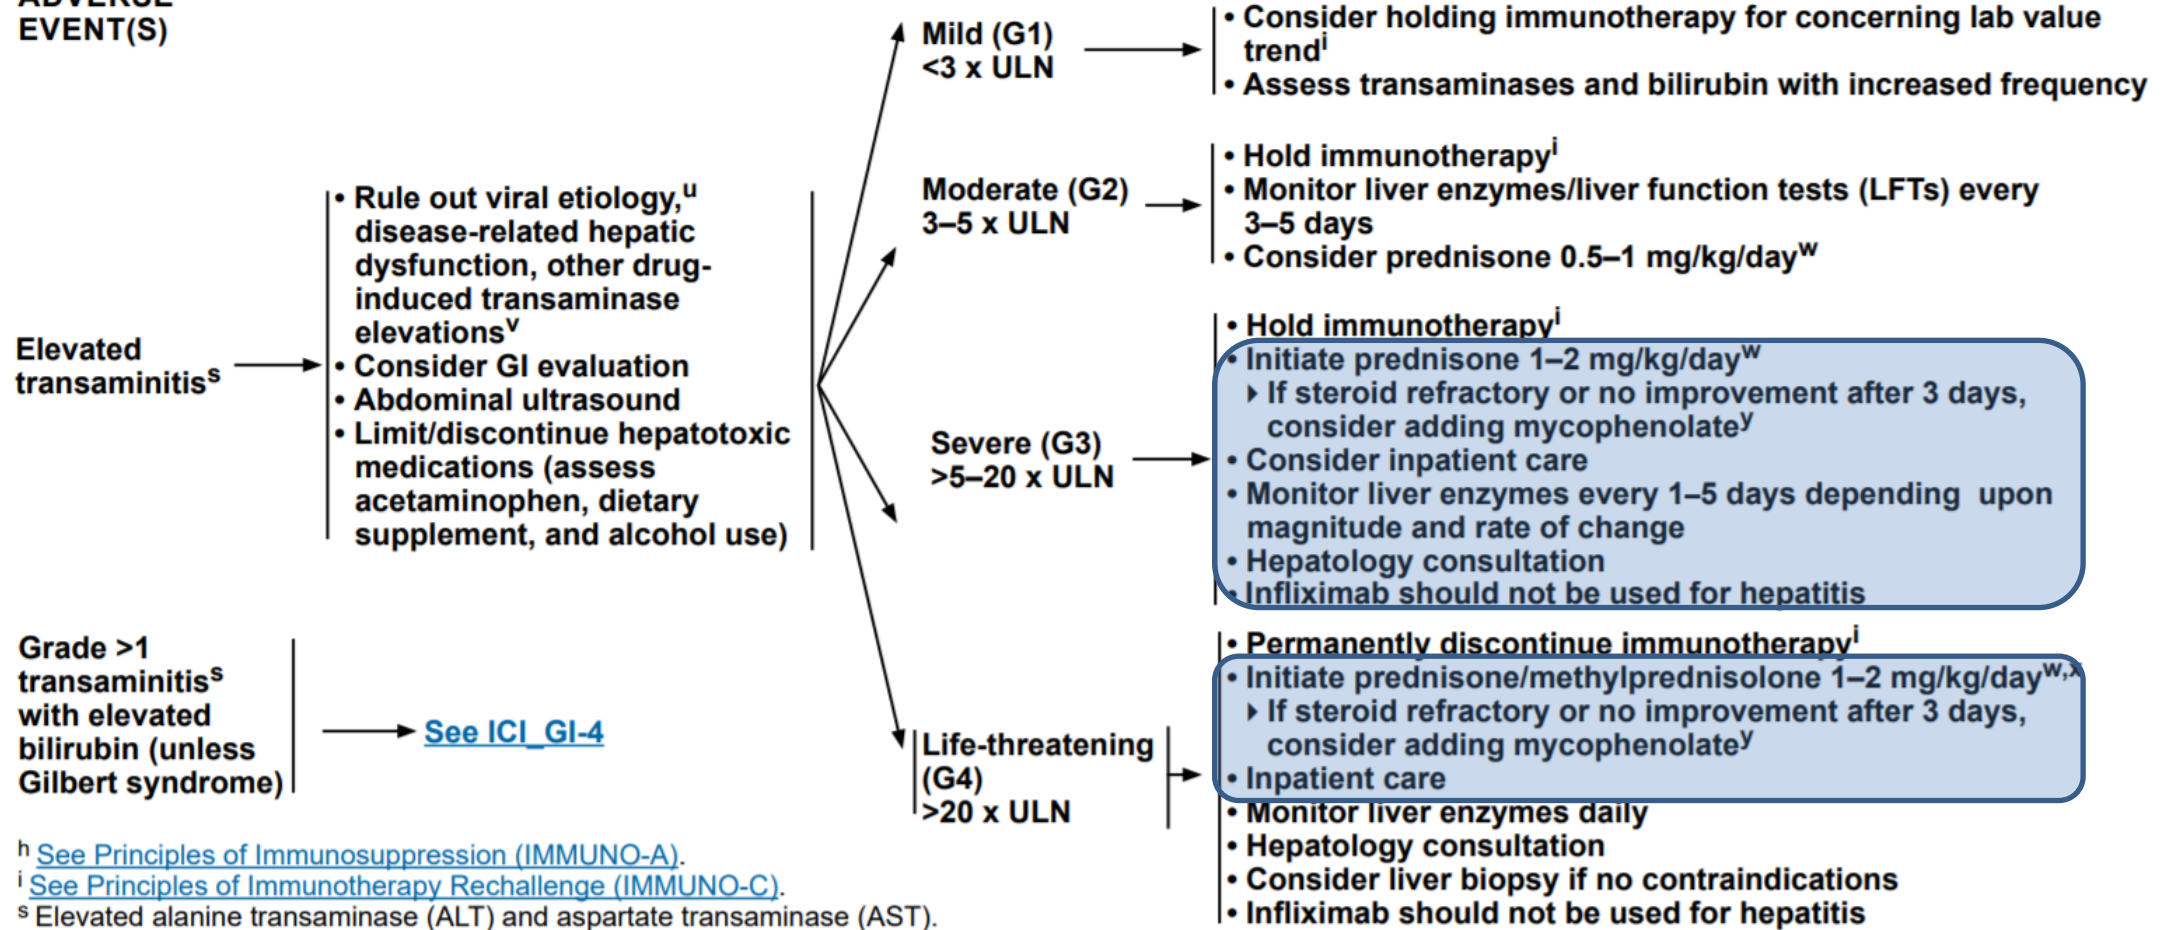 ADVERSE
EVENT(S)
Elevated
transaminitisˢ
• Rule out viral etiology,ᵘ
disease-related hepatic
dysfunction, other drug-
induced transaminase
elevationsᵛ
• Consider GI evaluation
• Abdominal ultrasound
• Limit/discontinue hepatotoxic
medications (assess
acetaminophen, dietary
supplement, and alcohol use)
Mild (G1)
<3 x ULN
• Consider holding immunotherapy for concerning lab value
trendⁱ
• Assess transaminases and bilirubin with increased frequency
Moderate (G2)
3–5 x ULN
• Hold immunotherapyⁱ
• Monitor liver enzymes/liver function tests (LFTs) every
3–5 days
• Consider prednisone 0.5–1 mg/kg/dayʷ
Severe (G3)
>5–20 x ULN
• Hold immunotherapyⁱ
• Initiate prednisone 1–2 mg/kg/dayʷ
‣ If steroid refractory or no improvement after 3 days,
consider adding mycophenolateʸ
• Consider inpatient care
• Monitor liver enzymes every 1–5 days depending upon
magnitude and rate of change
• Hepatology consultation
• Infliximab should not be used for hepatitis
Life-threatening
(G4)
>20 x ULN
• Permanently discontinue immunotherapyⁱ
• Initiate prednisone/methylprednisolone 1–2 mg/kg/dayʷ,ˣ
‣ If steroid refractory or no improvement after 3 days,
consider adding mycophenolateʸ
• Inpatient care
• Monitor liver enzymes daily
• Hepatology consultation
• Consider liver biopsy if no contraindications
• Infliximab should not be used for hepatitis
Grade >1
transaminitisˢ
with elevated
bilirubin (unless
Gilbert syndrome)
See ICI_GI-4
ʰ See Principles of Immunosuppression (IMMUNO-A).
ⁱ See Principles of Immunotherapy Rechallenge (IMMUNO-C).
ˢ Elevated alanine transaminase (ALT) and aspartate transaminase (AST).